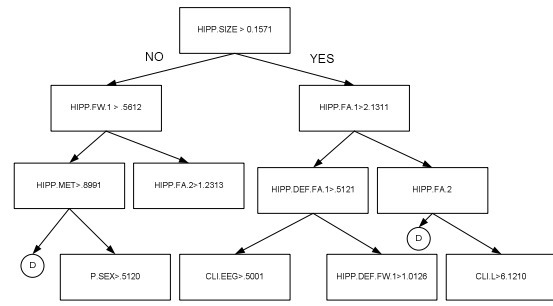 HIPP.SIZE > 0.1571
NO
YES
HIPP.FW.1 > .5612
HIPP.FA.1>2.1311
HIPP.MET>.8991
HIPP.FA.2>1.2313
HIPP.DEF.FA.1>.5121
HIPP.FA.2
D
D
P.SEX>.5120
CLI.EEG>.5001
HIPP.DEF.FW.1>1.0126
CLI.L>6.1210